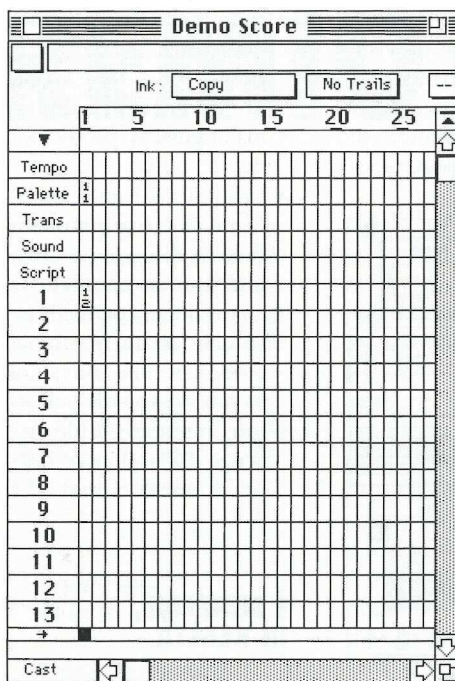 Demo Score
Ink: Copy No Trails --
1 5 10 15 20 25
Tempo
Palette 1 1
Trans
Sound
Script
1 1 2
2
3
4
5
6
7
8
9
10
11
12
13
Cast